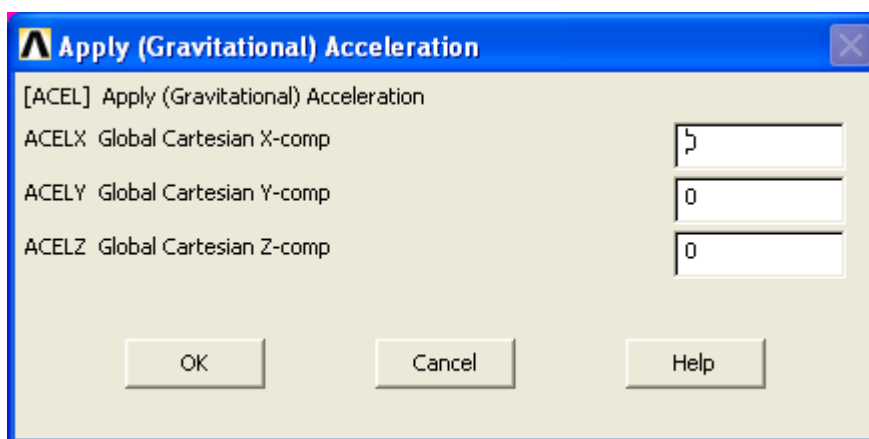 Apply (Gravitational) Acceleration
[ACEL] Apply (Gravitational) Acceleration
ACELX Global Cartesian X-comp
ACELY Global Cartesian Y-comp 0
ACELZ Global Cartesian Z-comp 0
OK Cancel Help